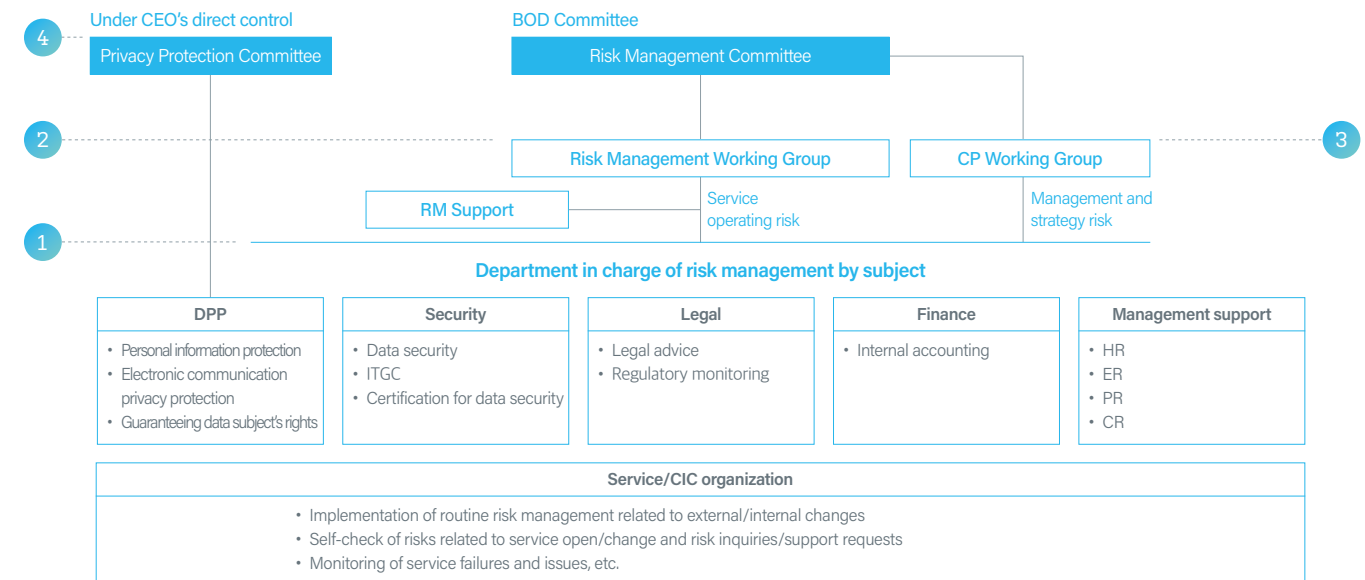 Under CEO's direct control
BOD Committee
4
Privacy Protection Committee
Risk Management Committee
2
3
Risk Management Working Group
CP Working Group
RM Support
Service
operating risk
Management and
strategy risk
1
Department in charge of risk management by subject
DPP
• Personal information protection
• Electronic communication
privacy protection
• Guaranteeing data subject's rights
Security
• Data security
• ITGC
• Certification for data security
Legal
• Legal advice
• Regulatory monitoring
Finance
• Internal accounting
Management support
• HR
• ER
• PR
• CR
Service/CIC organization
• Implementation of routine risk management related to external/internal changes
• Self-check of risks related to service open/change and risk inquiries/support requests
• Monitoring of service failures and issues, etc.